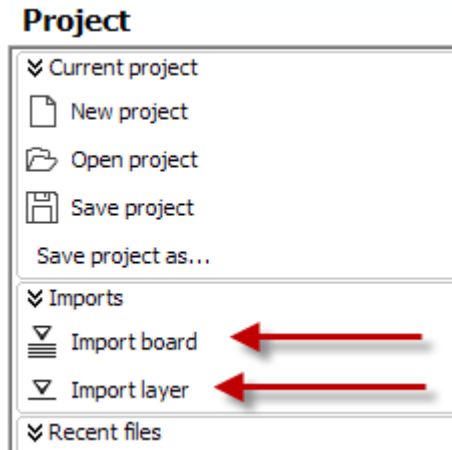 Project
Current project
New project
Open project
Save project
Save project as...
Imports
Import board
Import layer
Recent files